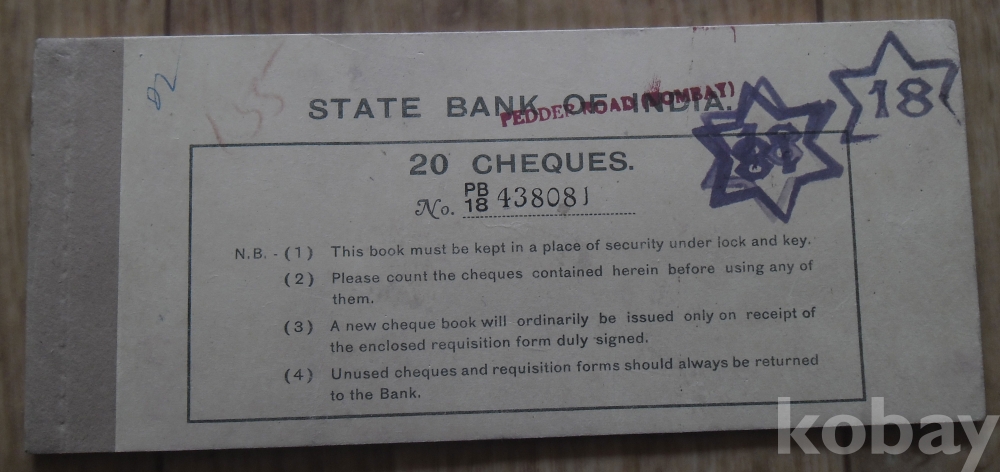 92
18
STATE BANK OF INDIA.
PEDDER ROAD (BOMBAY)
20 CHEQUES.
No. PB 18 438081
N.B. - (1) This book must be kept in a place of security under lock and key.
(2) Please count the cheques contained herein before using any of
them.
(3) A new cheque book will ordinarily be issued only on receipt of
the enclosed requisition form duly signed.
(4) Unused cheques and requisition forms should always be returned
to the Bank.
kobay